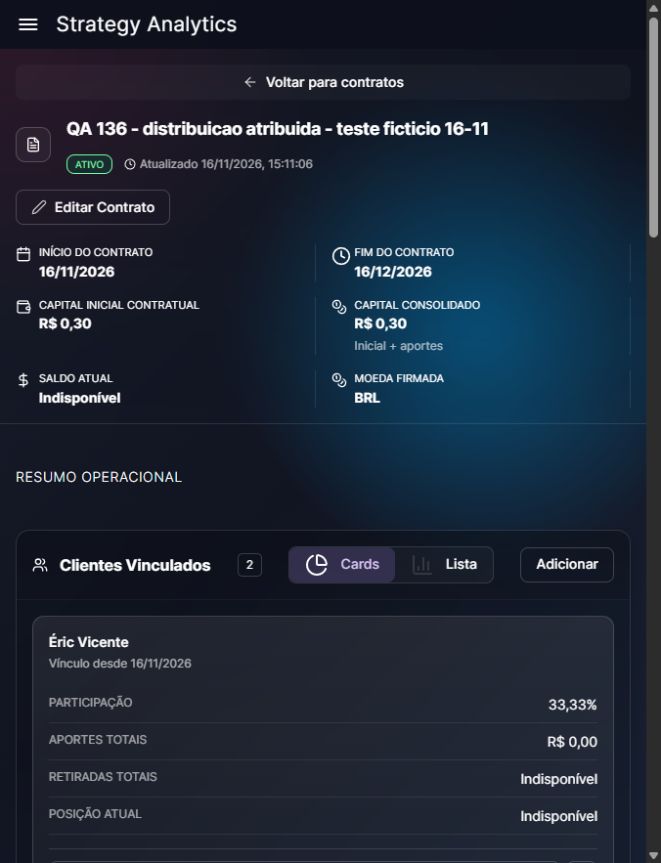 Strategy Analytics
← Voltar para contratos
QA 136 - distribuicao atribuida - teste ficticio 16-11
ATIVO Atualizado 16/11/2026, 15:11:06
Editar Contrato
INÍCIO DO CONTRATO
16/11/2026
FIM DO CONTRATO
16/12/2026
CAPITAL INICIAL CONTRATUAL
R$ 0,30
CAPITAL CONSOLIDADO
R$ 0,30
Inicial + aportes
SALDO ATUAL
Indisponível
MOEDA FIRMADA
BRL
RESUMO OPERACIONAL
Clientes Vinculados 2 Cards Lista Adicionar
Éric Vicente
Vínculo desde 16/11/2026
PARTICIPAÇÃO 33,33%
APORTES TOTAIS R$ 0,00
RETIRADAS TOTAIS Indisponível
POSIÇÃO ATUAL Indisponível